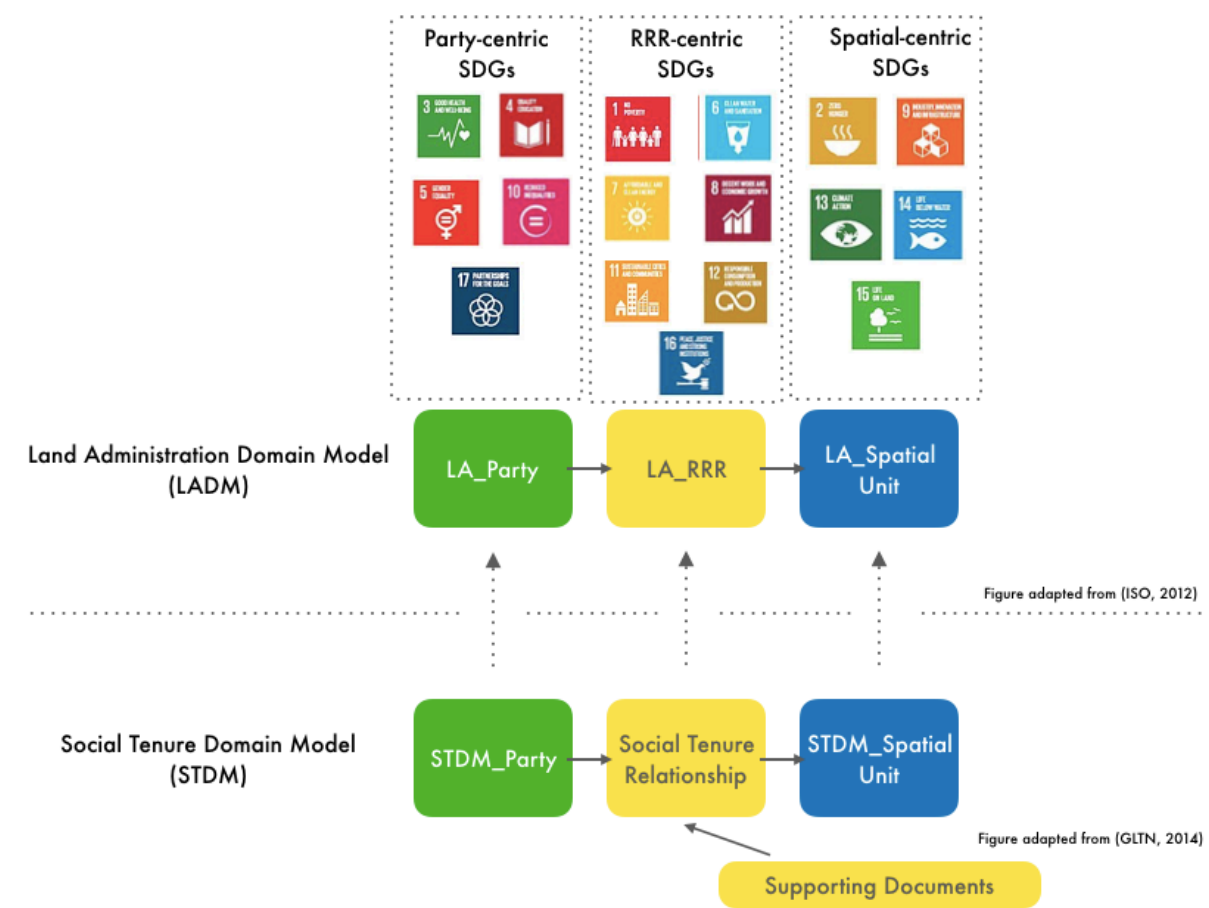 Party-centric
SDGs
RRR-centric
SDGs
Spatial-centric
SDGs
3 GOOD HEALTH
AND WELL-BEING
4 QUALITY
EDUCATION
1 NO
POVERTY
6 CLEAN WATER
AND SANITATION
2 ZERO
HUNGER
9 INDUSTRY, INNOVATION
AND INFRASTRUCTURE
5 GENDER
EQUALITY
10 REDUCED
INEQUALITIES
7 AFFORDABLE AND
CLEAN ENERGY
8 DECENT WORK AND
ECONOMIC GROWTH
13 CLIMATE
ACTION
14 LIFE
BELOW WATER
17 PARTNERSHIPS
FOR THE GOALS
11 SUSTAINABLE CITIES
AND COMMUNITIES
12 RESPONSIBLE
CONSUMPTION
AND PRODUCTION
15 LIFE
ON LAND
16 PEACE, JUSTICE
AND STRONG
INSTITUTIONS
Land Administration Domain Model
(LADM)
LA_Party
LA_RRR
LA_Spatial
Unit
Figure adapted from (ISO, 2012)
Social Tenure Domain Model
(STDM)
STDM_Party
Social Tenure
Relationship
STDM_Spatial
Unit
Figure adapted from (GLTN, 2014)
Supporting Documents